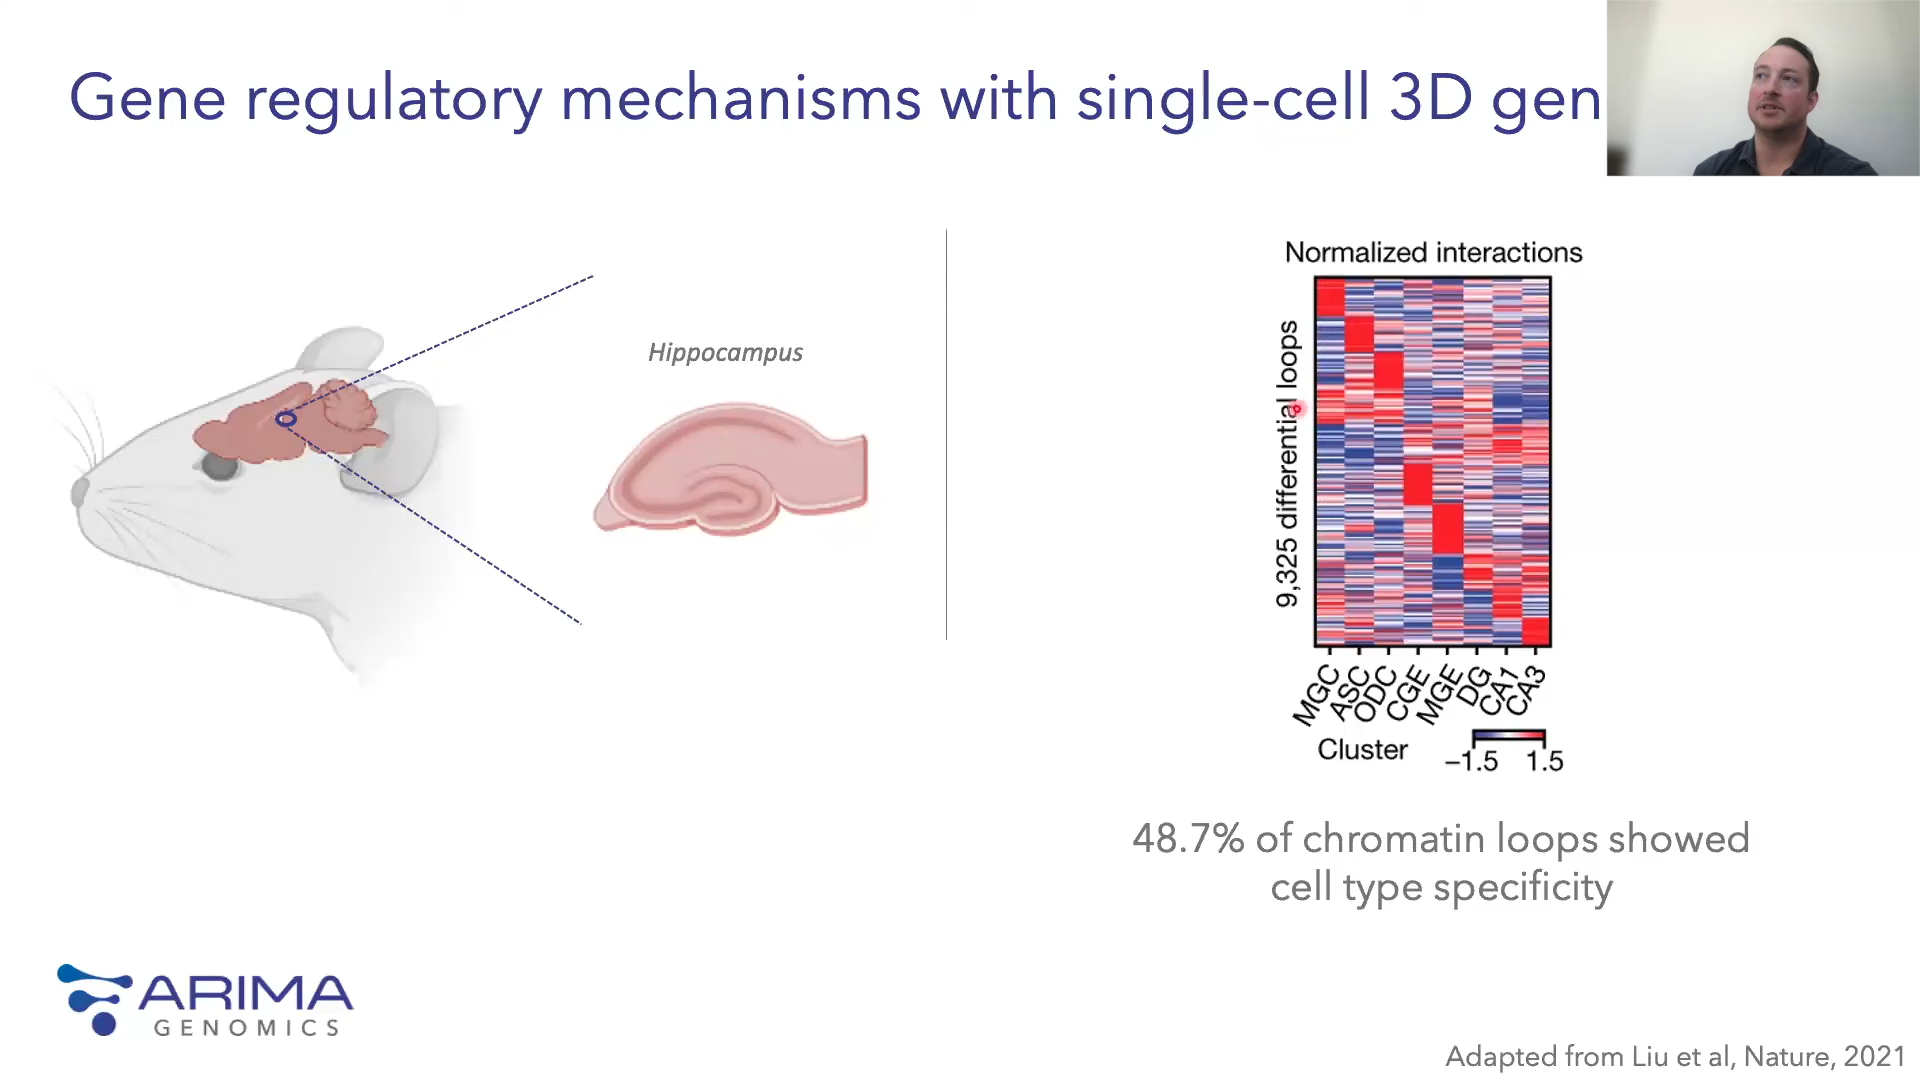 Gene regulatory mechanisms with single-cell 3D gen
Hippocampus
Normalized interactions
9,325 differential loops
MGC
ASC
ODC
CGE
MGE
DG
CA1
CA3
Cluster
−1.5 1.5
48.7% of chromatin loops showed
cell type specificity
ARIMA
GENOMICS
Adapted from Liu et al, Nature, 2021